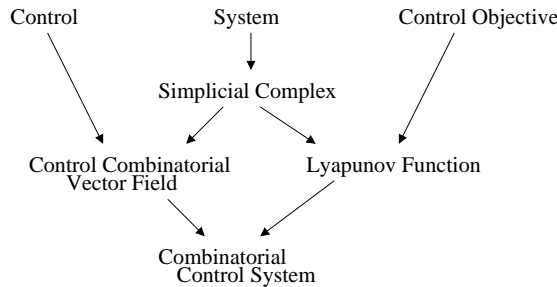 Control
System
Control Objective
Simplicial Complex
Control Combinatorial
Vector Field
Lyapunov Function
Combinatorial
Control System